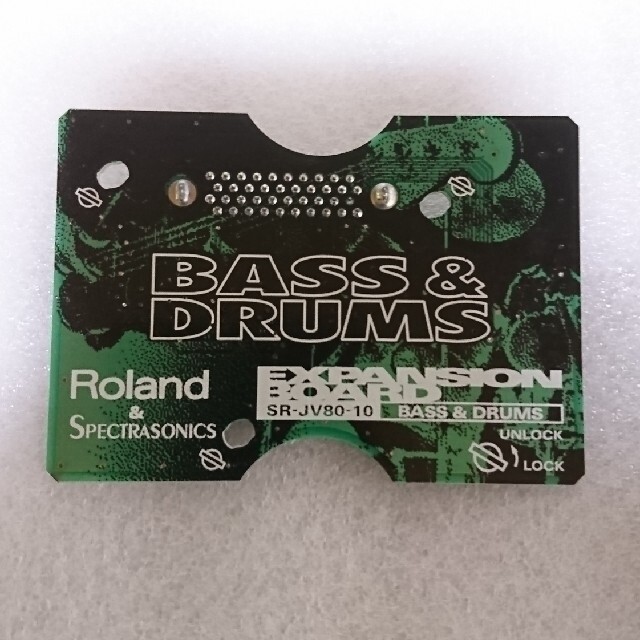 BASS &
DRUMS
Roland
&
SPECTRASONICS
EXPANSION
BOARD
SR-JV80-10 BASS & DRUMS
UNLOCK
LOCK